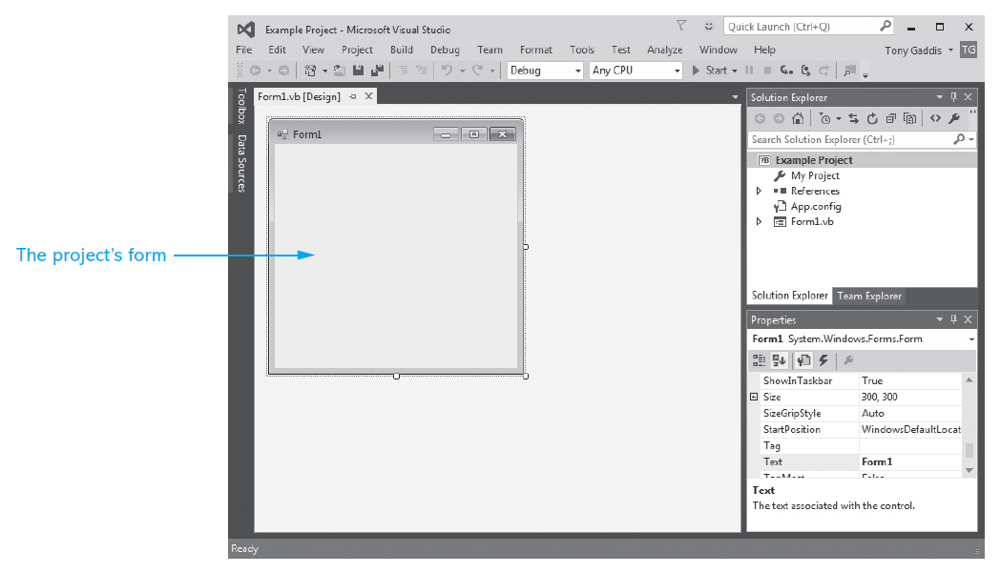 Example Project - Microsoft Visual Studio
Quick Launch (Ctrl+Q)
File Edit View Project Build Debug Team Format Tools Test Analyze Window Help
Tony Gaddis TG
Debug Any CPU Start
Toolbox
Data Sources
Form1.vb [Design]
Form1
The project's form
Solution Explorer
Search Solution Explorer (Ctrl+;)
VB Example Project
My Project
References
App.config
Form1.vb
Solution Explorer Team Explorer
Properties
Form1 System.Windows.Forms.Form
ShowInTaskbar True
Size 300, 300
SizeGripStyle Auto
StartPosition WindowsDefaultLocat
Tag
Text Form1
TopMost False
Text
The text associated with the control.
Ready